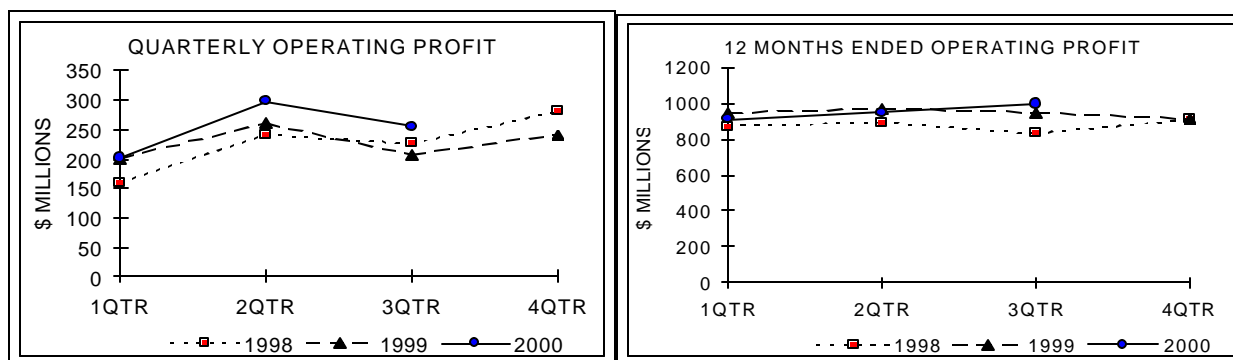 QUARTERLY OPERATING PROFIT
350
300
250
200
150
100
50
0
$ MILLIONS
1QTR 2QTR 3QTR 4QTR
1998 1999 2000
12 MONTHS ENDED OPERATING PROFIT
1200
1000
800
600
400
200
0
$ MILLIONS
1QTR 2QTR 3QTR 4QTR
1998 1999 2000